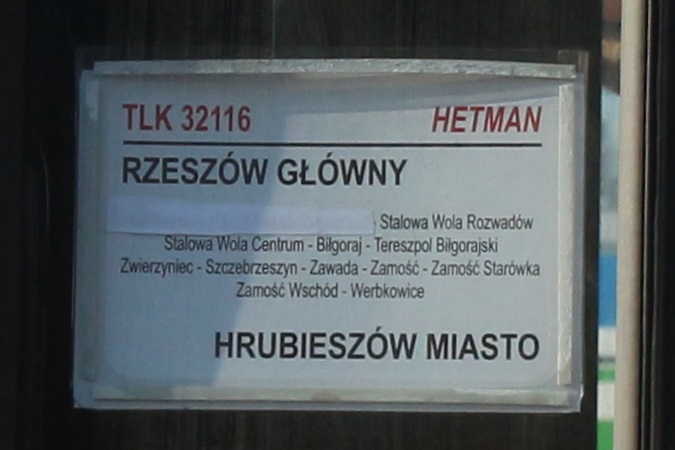 TLK 32116 HETMAN
RZESZÓW GŁÓWNY
Stalowa Wola Rozwadów
Stalowa Wola Centrum - Biłgoraj - Tereszpol Biłgorajski
Zwierzyniec - Szczebrzeszyn - Zawada - Zamość - Zamość Starówka
Zamość Wschód - Werbkowice
HRUBIESZÓW MIASTO